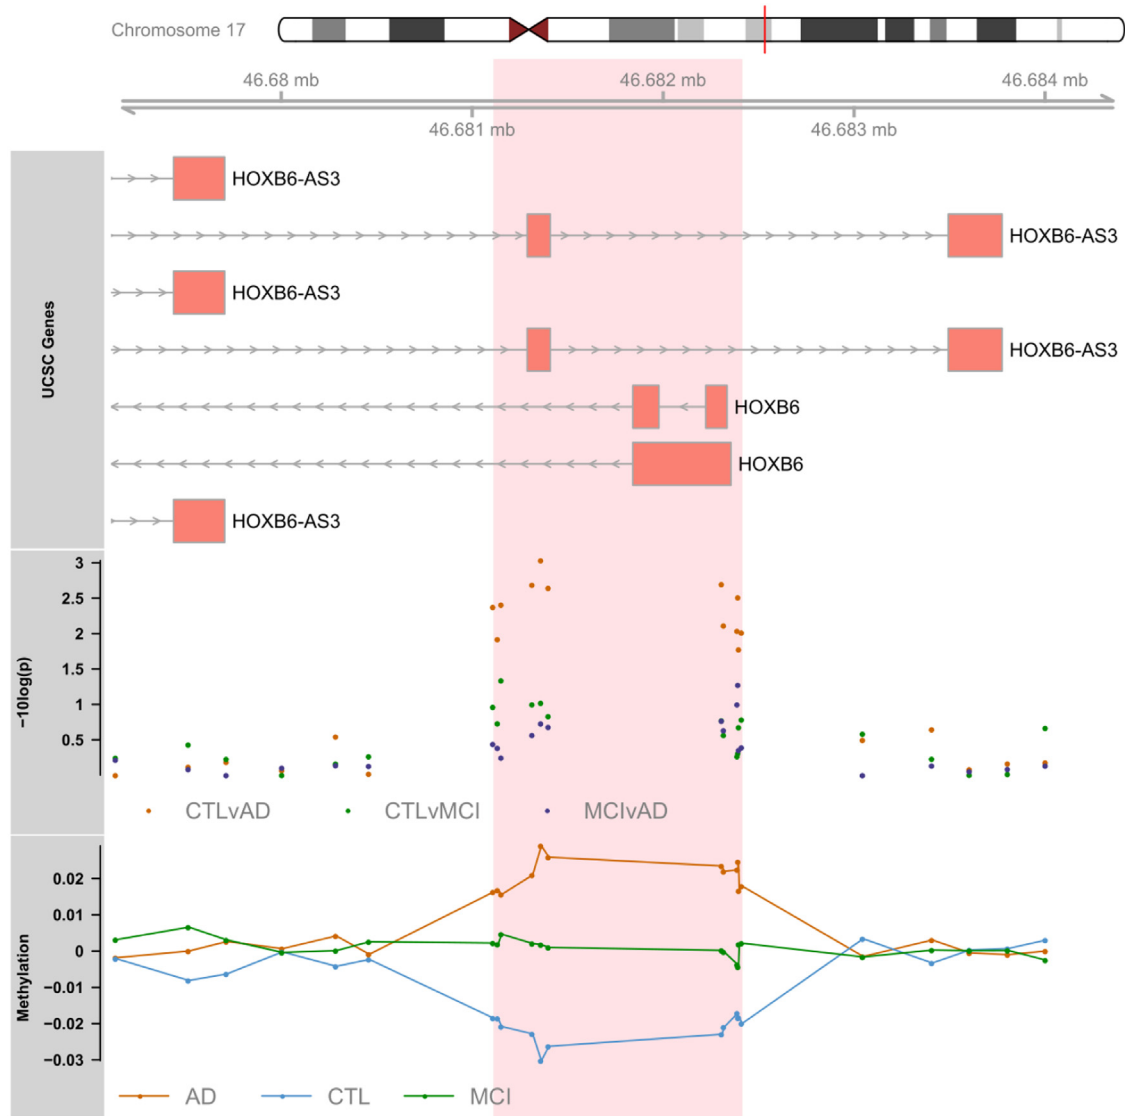 Chromosome 17
46.68 mb
46.682 mb
46.684 mb
46.681 mb
46.683 mb
UCSC Genes
HOXB6-AS3
HOXB6-AS3
HOXB6-AS3
HOXB6-AS3
HOXB6
HOXB6
HOXB6-AS3
−10log(p)
3
2.5
2
1.5
1
0.5
CTLvAD
CTLvMCI
MCIvAD
Methylation
0.02
0.01
0
−0.01
−0.02
−0.03
AD
CTL
MCI